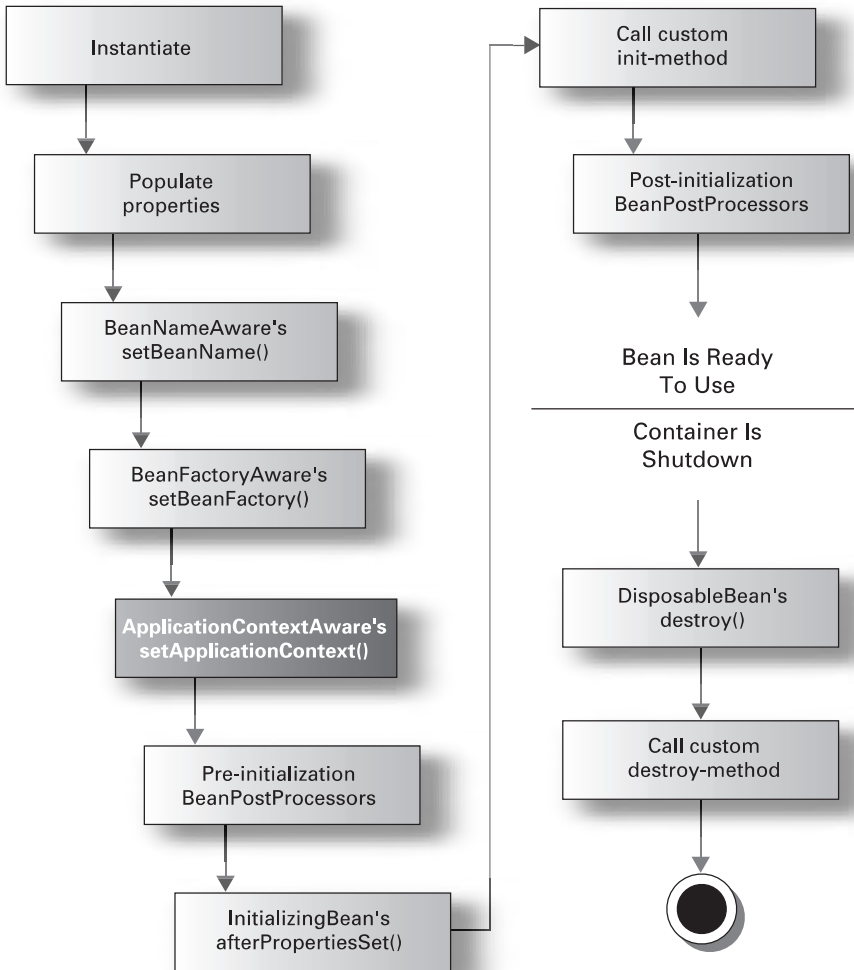 Instantiate
Populate
properties
BeanNameAware's
setBeanName()
BeanFactoryAware's
setBeanFactory()
ApplicationContextAware's
setApplicationContext()
Pre-initialization
BeanPostProcessors
InitializingBean's
afterPropertiesSet()
Call custom
init-method
Post-initialization
BeanPostProcessors
Bean Is Ready
To Use
Container Is
Shutdown
DisposableBean's
destroy()
Call custom
destroy-method